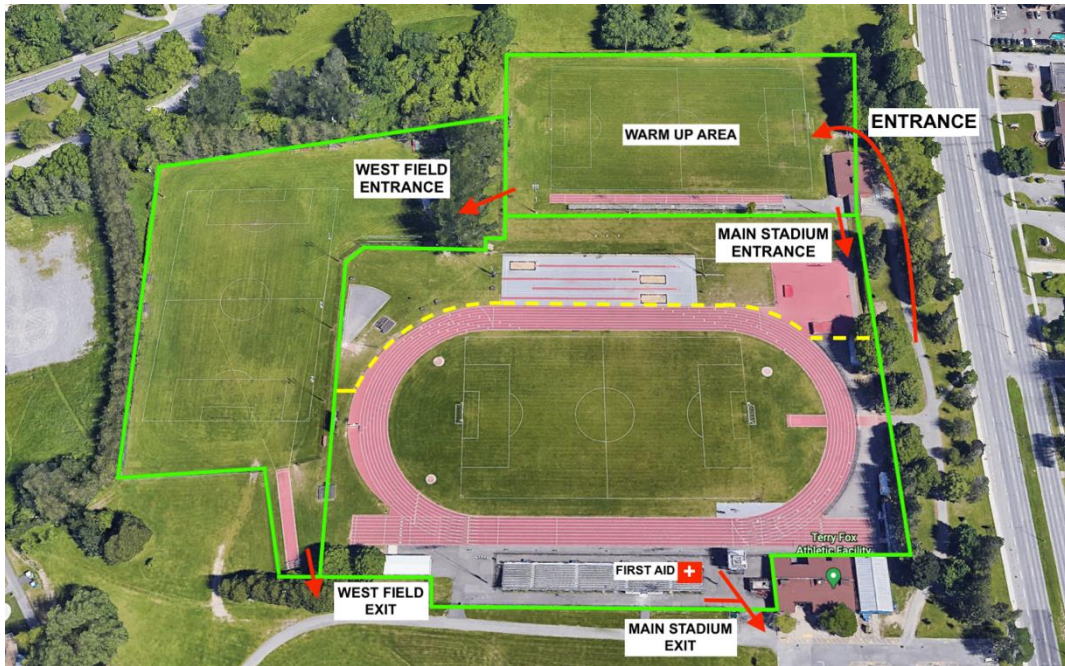 WARM UP AREA
ENTRANCE
WEST FIELD
ENTRANCE
MAIN STADIUM
ENTRANCE
Terry Fox
Athletic Facility
FIRST AID
WEST FIELD
EXIT
MAIN STADIUM
EXIT